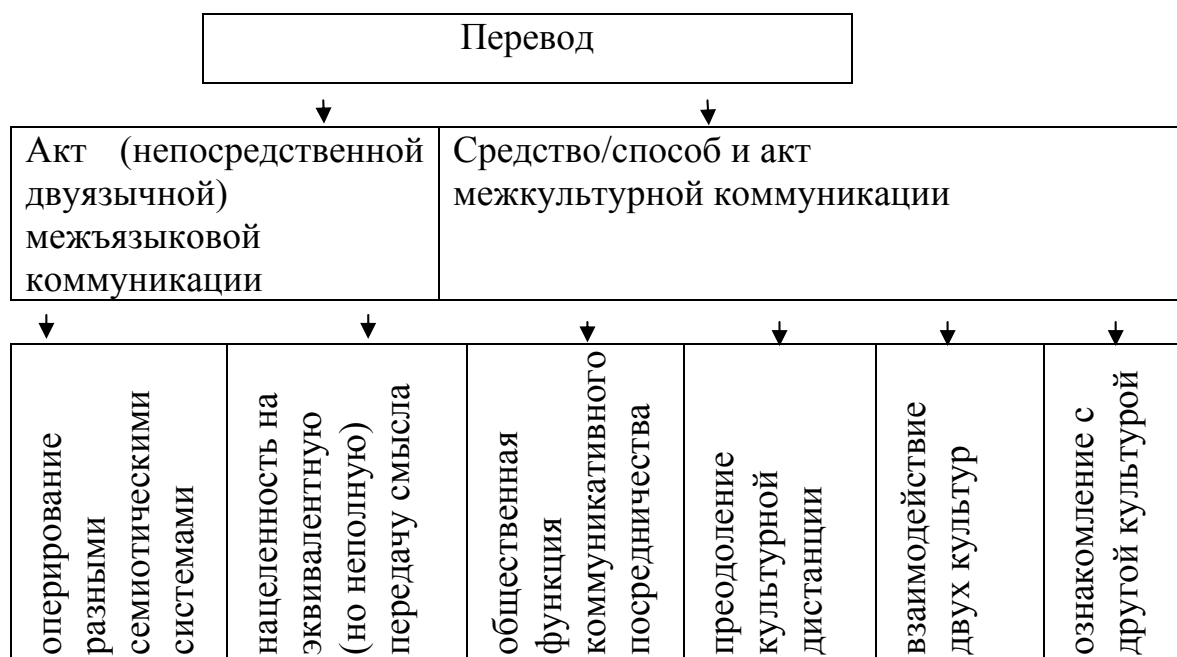 Перевод
Акт (непосредственной
двуязычной)
межъязыковой
коммуникации
Средство/способ и акт
межкультурной коммуникации
оперирование
разными
семиотическими
системами
нацеленность на
эквивалентную
(но неполную)
передачу смысла
общественная
функция
коммуникативного
посредничества
преодоление
культурной
дистанции
взаимодействие
двух культур
ознакомление с
другой культурой